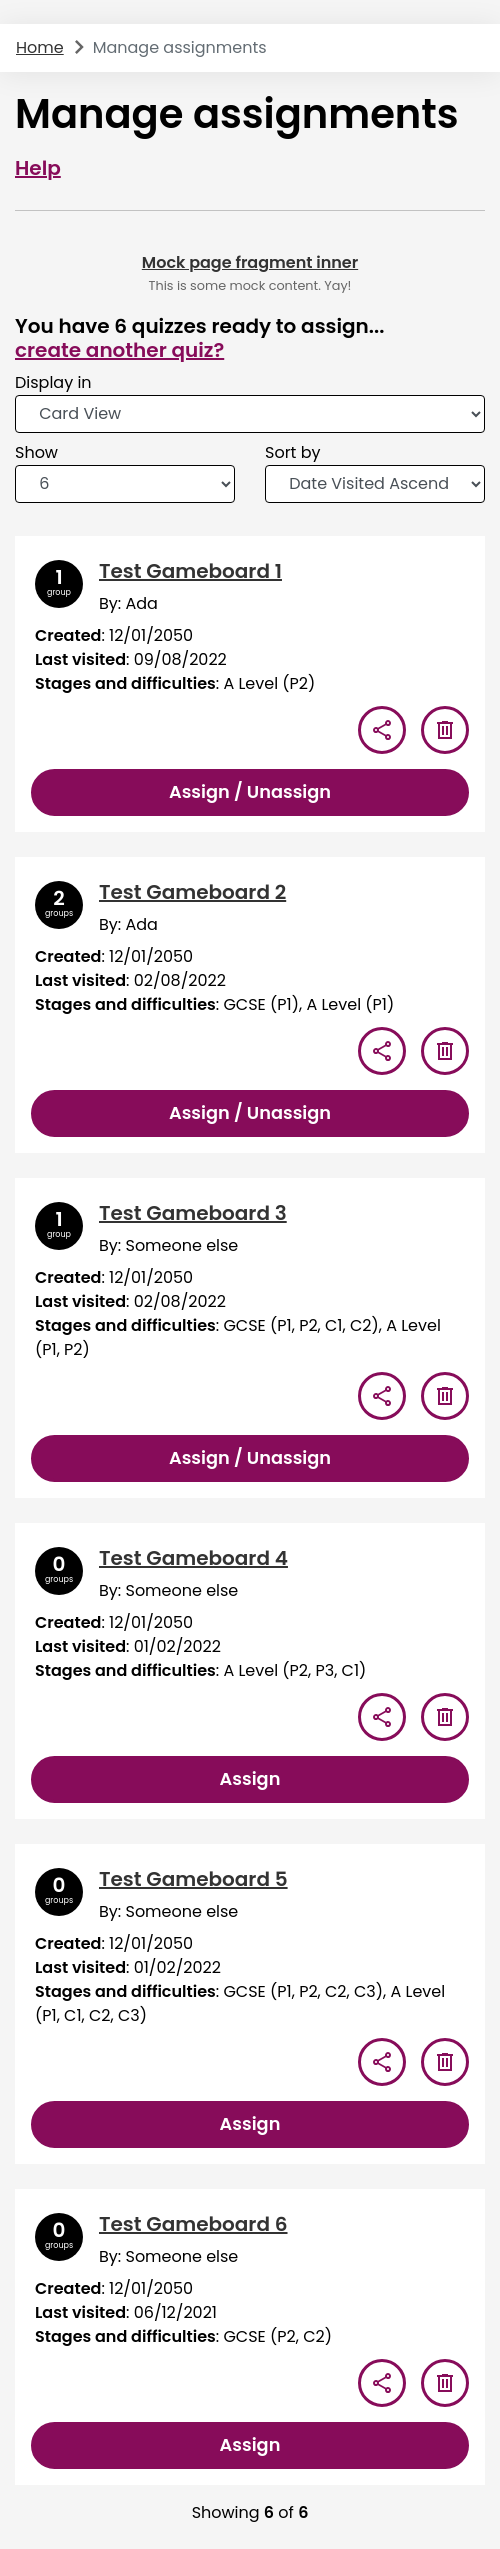 Home > Manage assignments
Manage assignments
Help
Mock page fragment inner
This is some mock content. Yay!
You have 6 quizzes ready to assign...
create another quiz?
Display in
Card View
Show
Sort by
6
Date Visited Ascend
1
group
Test Gameboard 1
By: Ada
Created: 12/01/2050
Last visited: 09/08/2022
Stages and difficulties: A Level (P2)
Assign / Unassign
2
groups
Test Gameboard 2
By: Ada
Created: 12/01/2050
Last visited: 02/08/2022
Stages and difficulties: GCSE (P1), A Level (P1)
Assign / Unassign
1
group
Test Gameboard 3
By: Someone else
Created: 12/01/2050
Last visited: 02/08/2022
Stages and difficulties: GCSE (P1, P2, C1, C2), A Level
(P1, P2)
Assign / Unassign
0
groups
Test Gameboard 4
By: Someone else
Created: 12/01/2050
Last visited: 01/02/2022
Stages and difficulties: A Level (P2, P3, C1)
Assign
0
groups
Test Gameboard 5
By: Someone else
Created: 12/01/2050
Last visited: 01/02/2022
Stages and difficulties: GCSE (P1, P2, C2, C3), A Level
(P1, C1, C2, C3)
Assign
0
groups
Test Gameboard 6
By: Someone else
Created: 12/01/2050
Last visited: 06/12/2021
Stages and difficulties: GCSE (P2, C2)
Assign
Showing 6 of 6